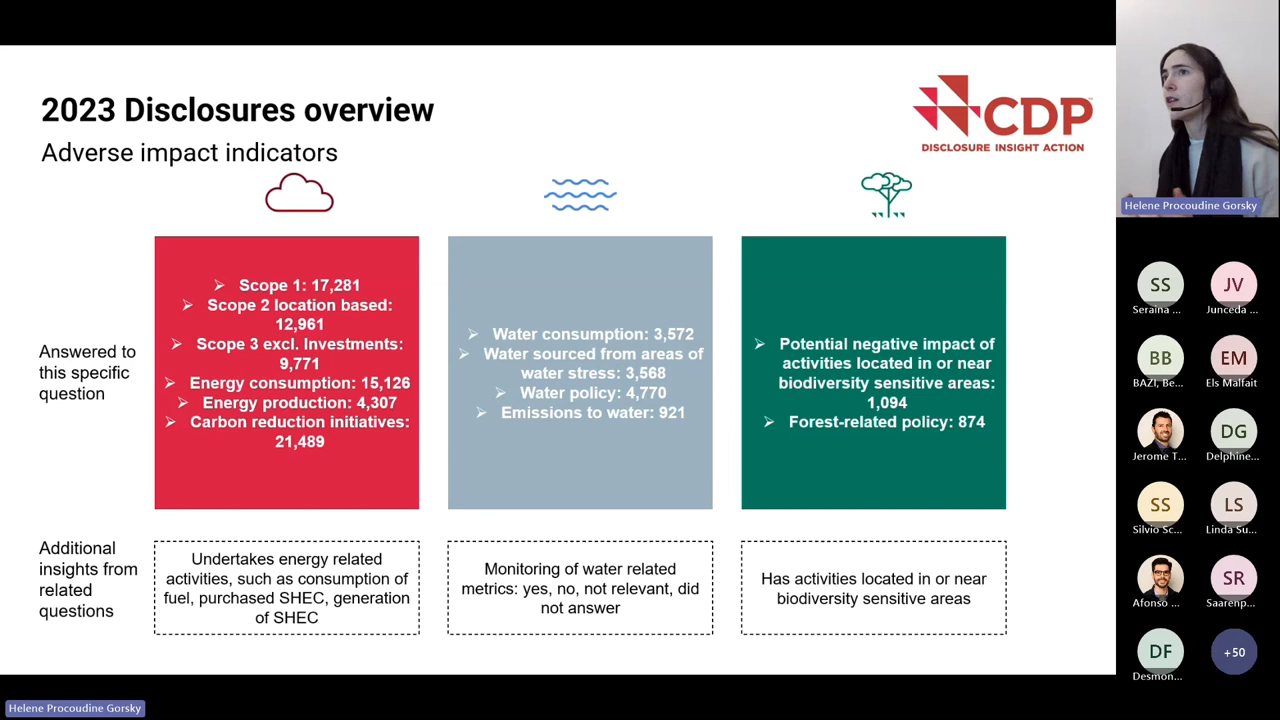 2023 Disclosures overview
Adverse impact indicators
CDP
DISCLOSURE INSIGHT ACTION
Answered to
this specific
question
Scope 1: 17,281
Scope 2 location based:
12,961
Scope 3 excl. Investments:
9,771
Energy consumption: 15,126
Energy production: 4,307
Carbon reduction initiatives:
21,489
Water consumption: 3,572
Water sourced from areas of
water stress: 3,568
Water policy: 4,770
Emissions to water: 921
Potential negative impact of
activities located in or near
biodiversity sensitive areas:
1,094
Forest-related policy: 874
Additional
insights from
related
questions
Undertakes energy related
activities, such as consumption of
fuel, purchased SHEC, generation
of SHEC
Monitoring of water related
metrics: yes, no, not relevant, did
not answer
Has activities located in or near
biodiversity sensitive areas
Helene Procoudine Gorsky
SS
Seraina ...
JV
Junceda ...
BB
BAZI, Be...
EM
Els Malfait
Jerome T...
DG
Delphine...
SS
Silvio Sc...
LS
Linda Su...
Afonso ...
SR
Saarenp...
DF
Desmon...
+50
Helene Procoudine Gorsky